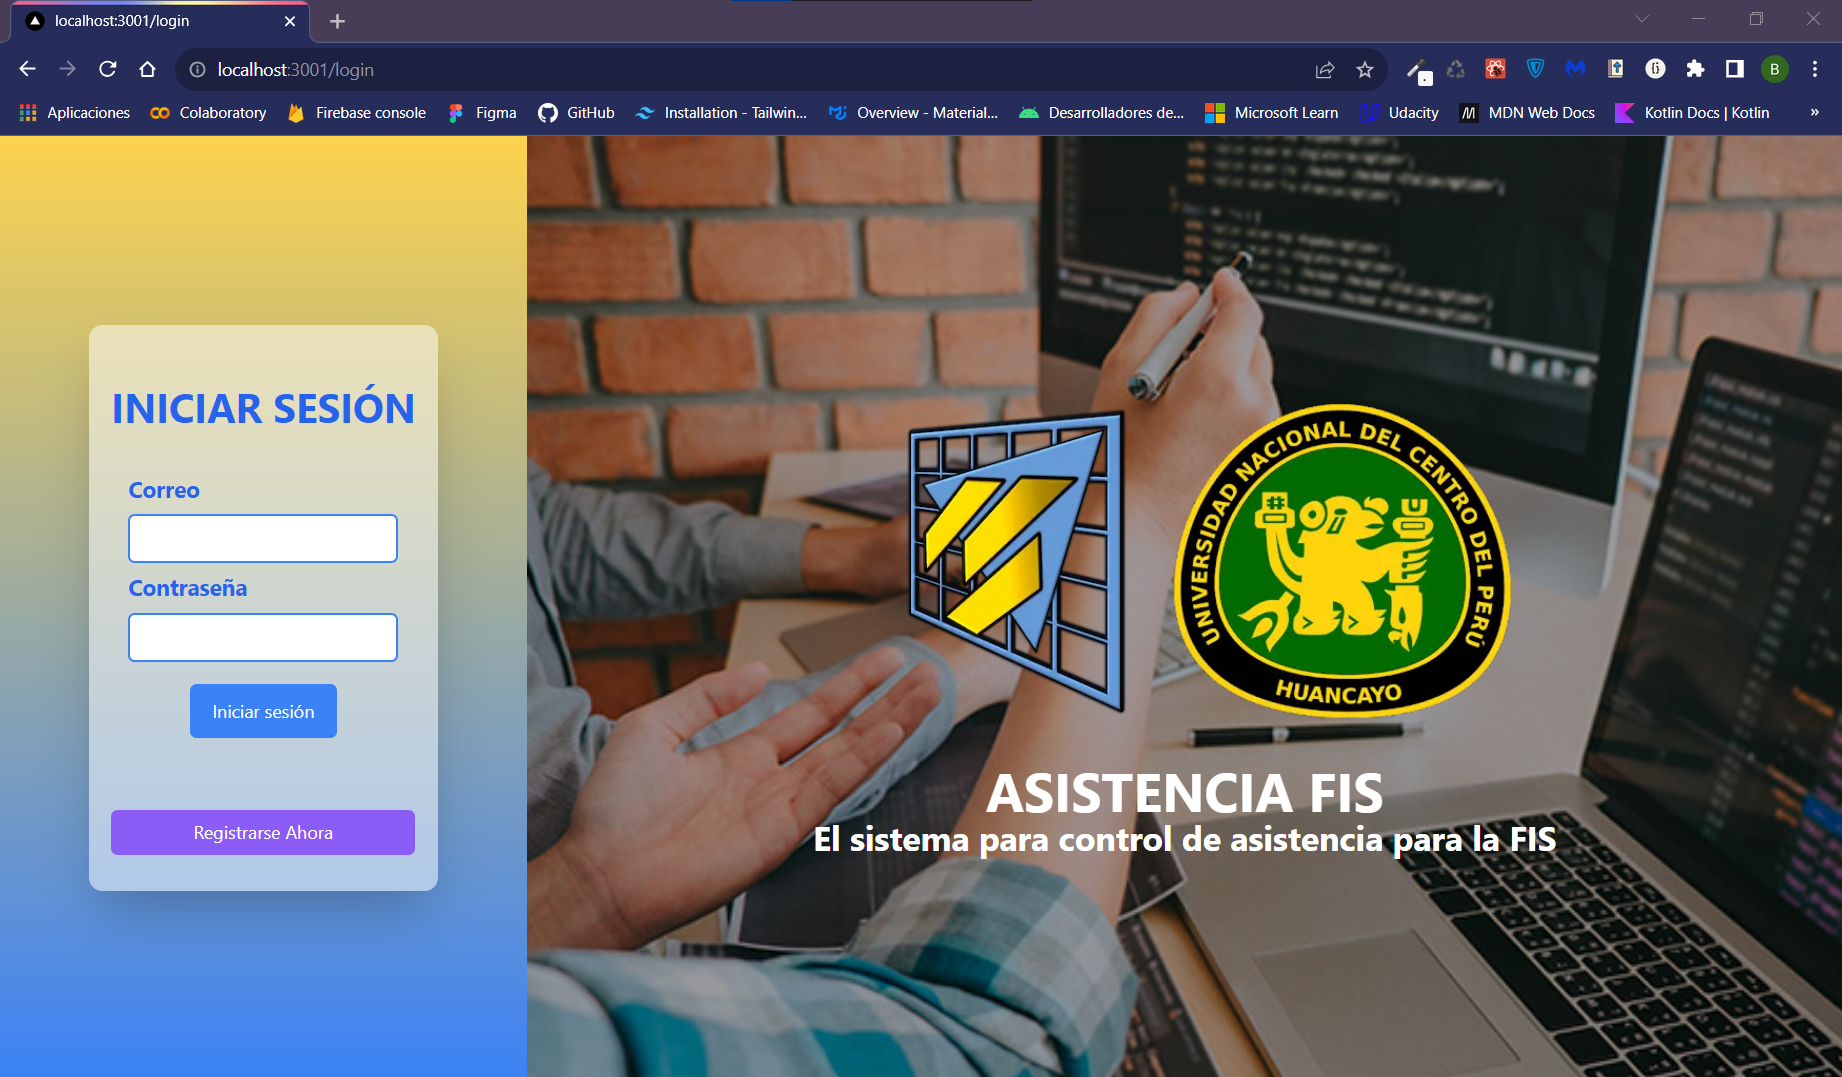 localhost:3001/login
localhost:3001/login
Aplicaciones
Colaboratory
Firebase console
Figma
GitHub
Installation - Tailwin...
Overview - Material...
Desarrolladores de...
Microsoft Learn
Udacity
MDN Web Docs
Kotlin Docs | Kotlin
»
B
INICIAR SESIÓN
Correo
Contraseña
Iniciar sesión
Registrarse Ahora
UNIVERSIDAD NACIONAL DEL CENTRO DEL PERÚ
HUANCAYO
ASISTENCIA FIS
El sistema para control de asistencia para la FIS